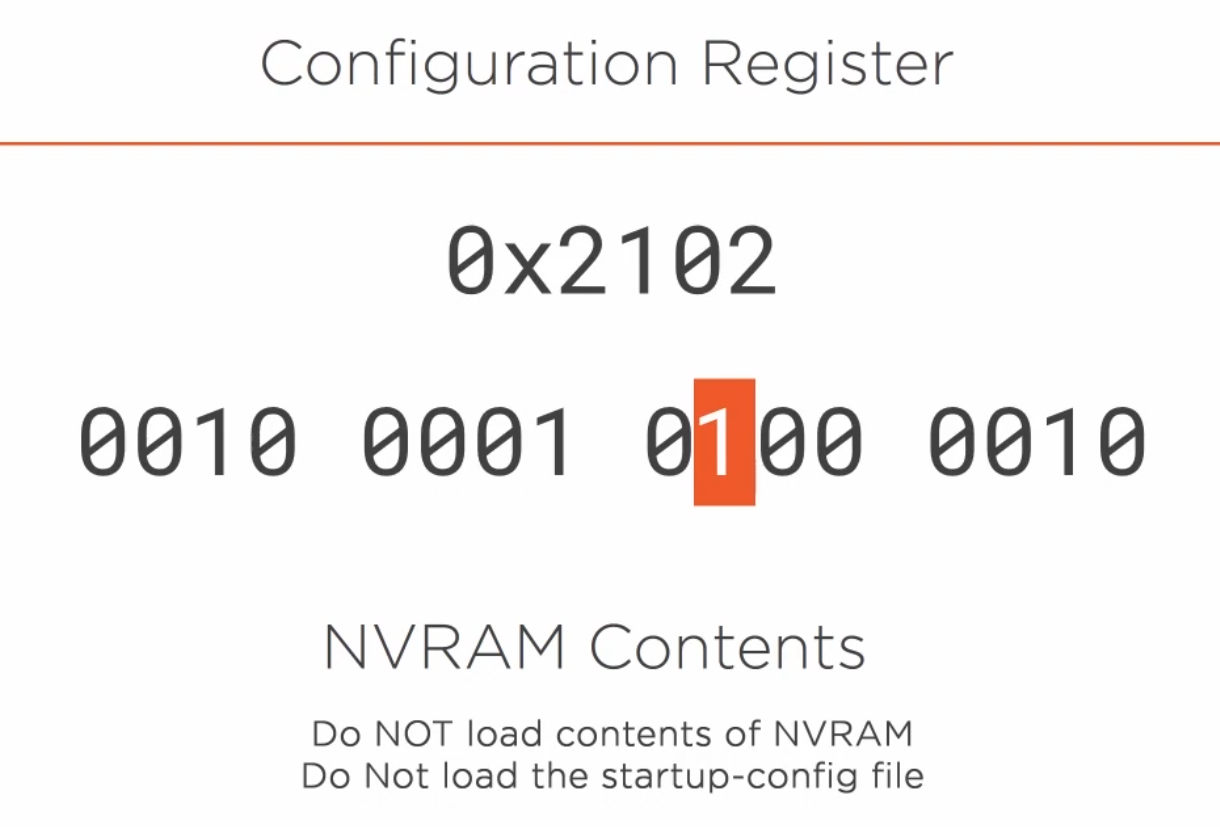 Configuration Register
0x2102
0010 0001 0100 0010
NVRAM Contents
Do NOT load contents of NVRAM
Do Not load the startup-config file